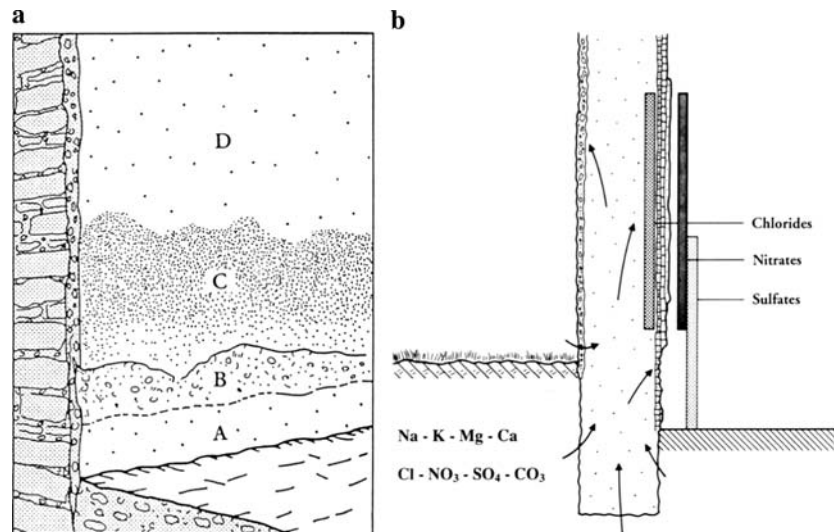 a
D
C
B
A
b
Chlorides
Nitrates
Sulfates
Na - K - Mg - Ca
Cl - NO₃ - SO₄ - CO₃